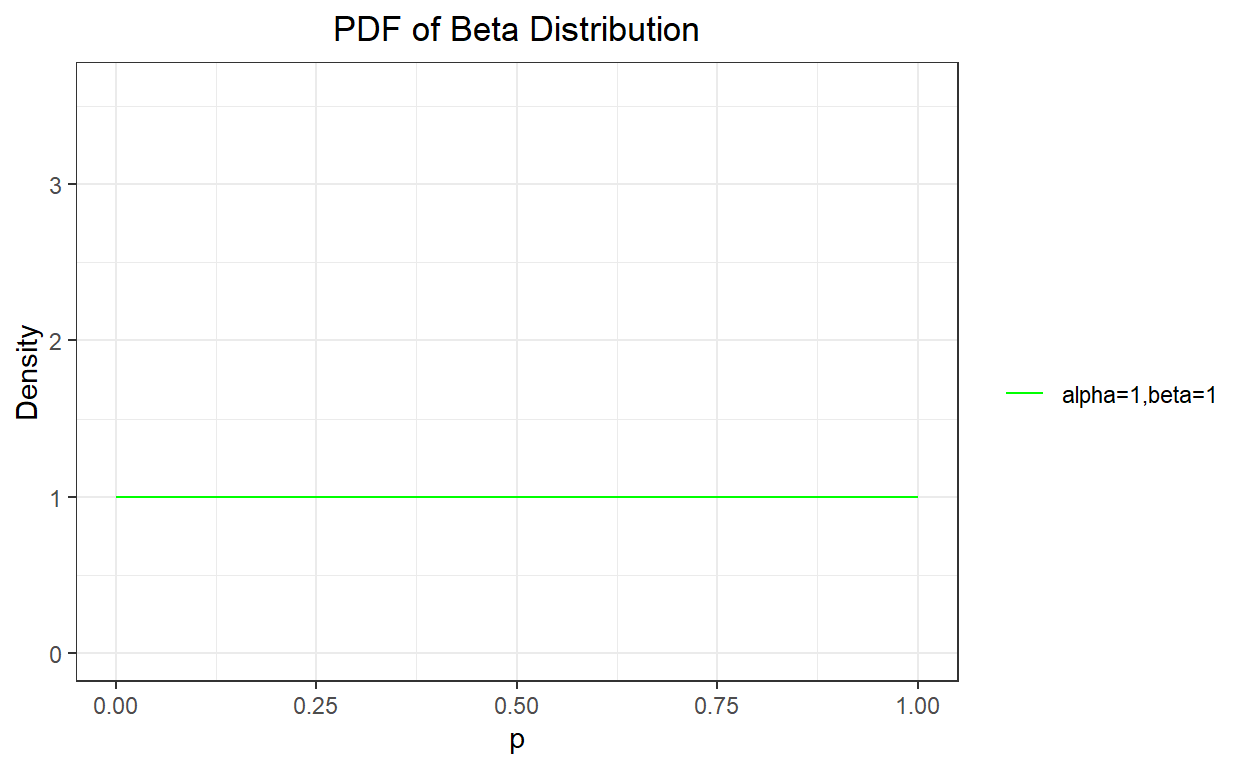 PDF of Beta Distribution
Density
3
2
1
0
0.00 0.25 0.50 0.75 1.00
p
alpha=1,beta=1